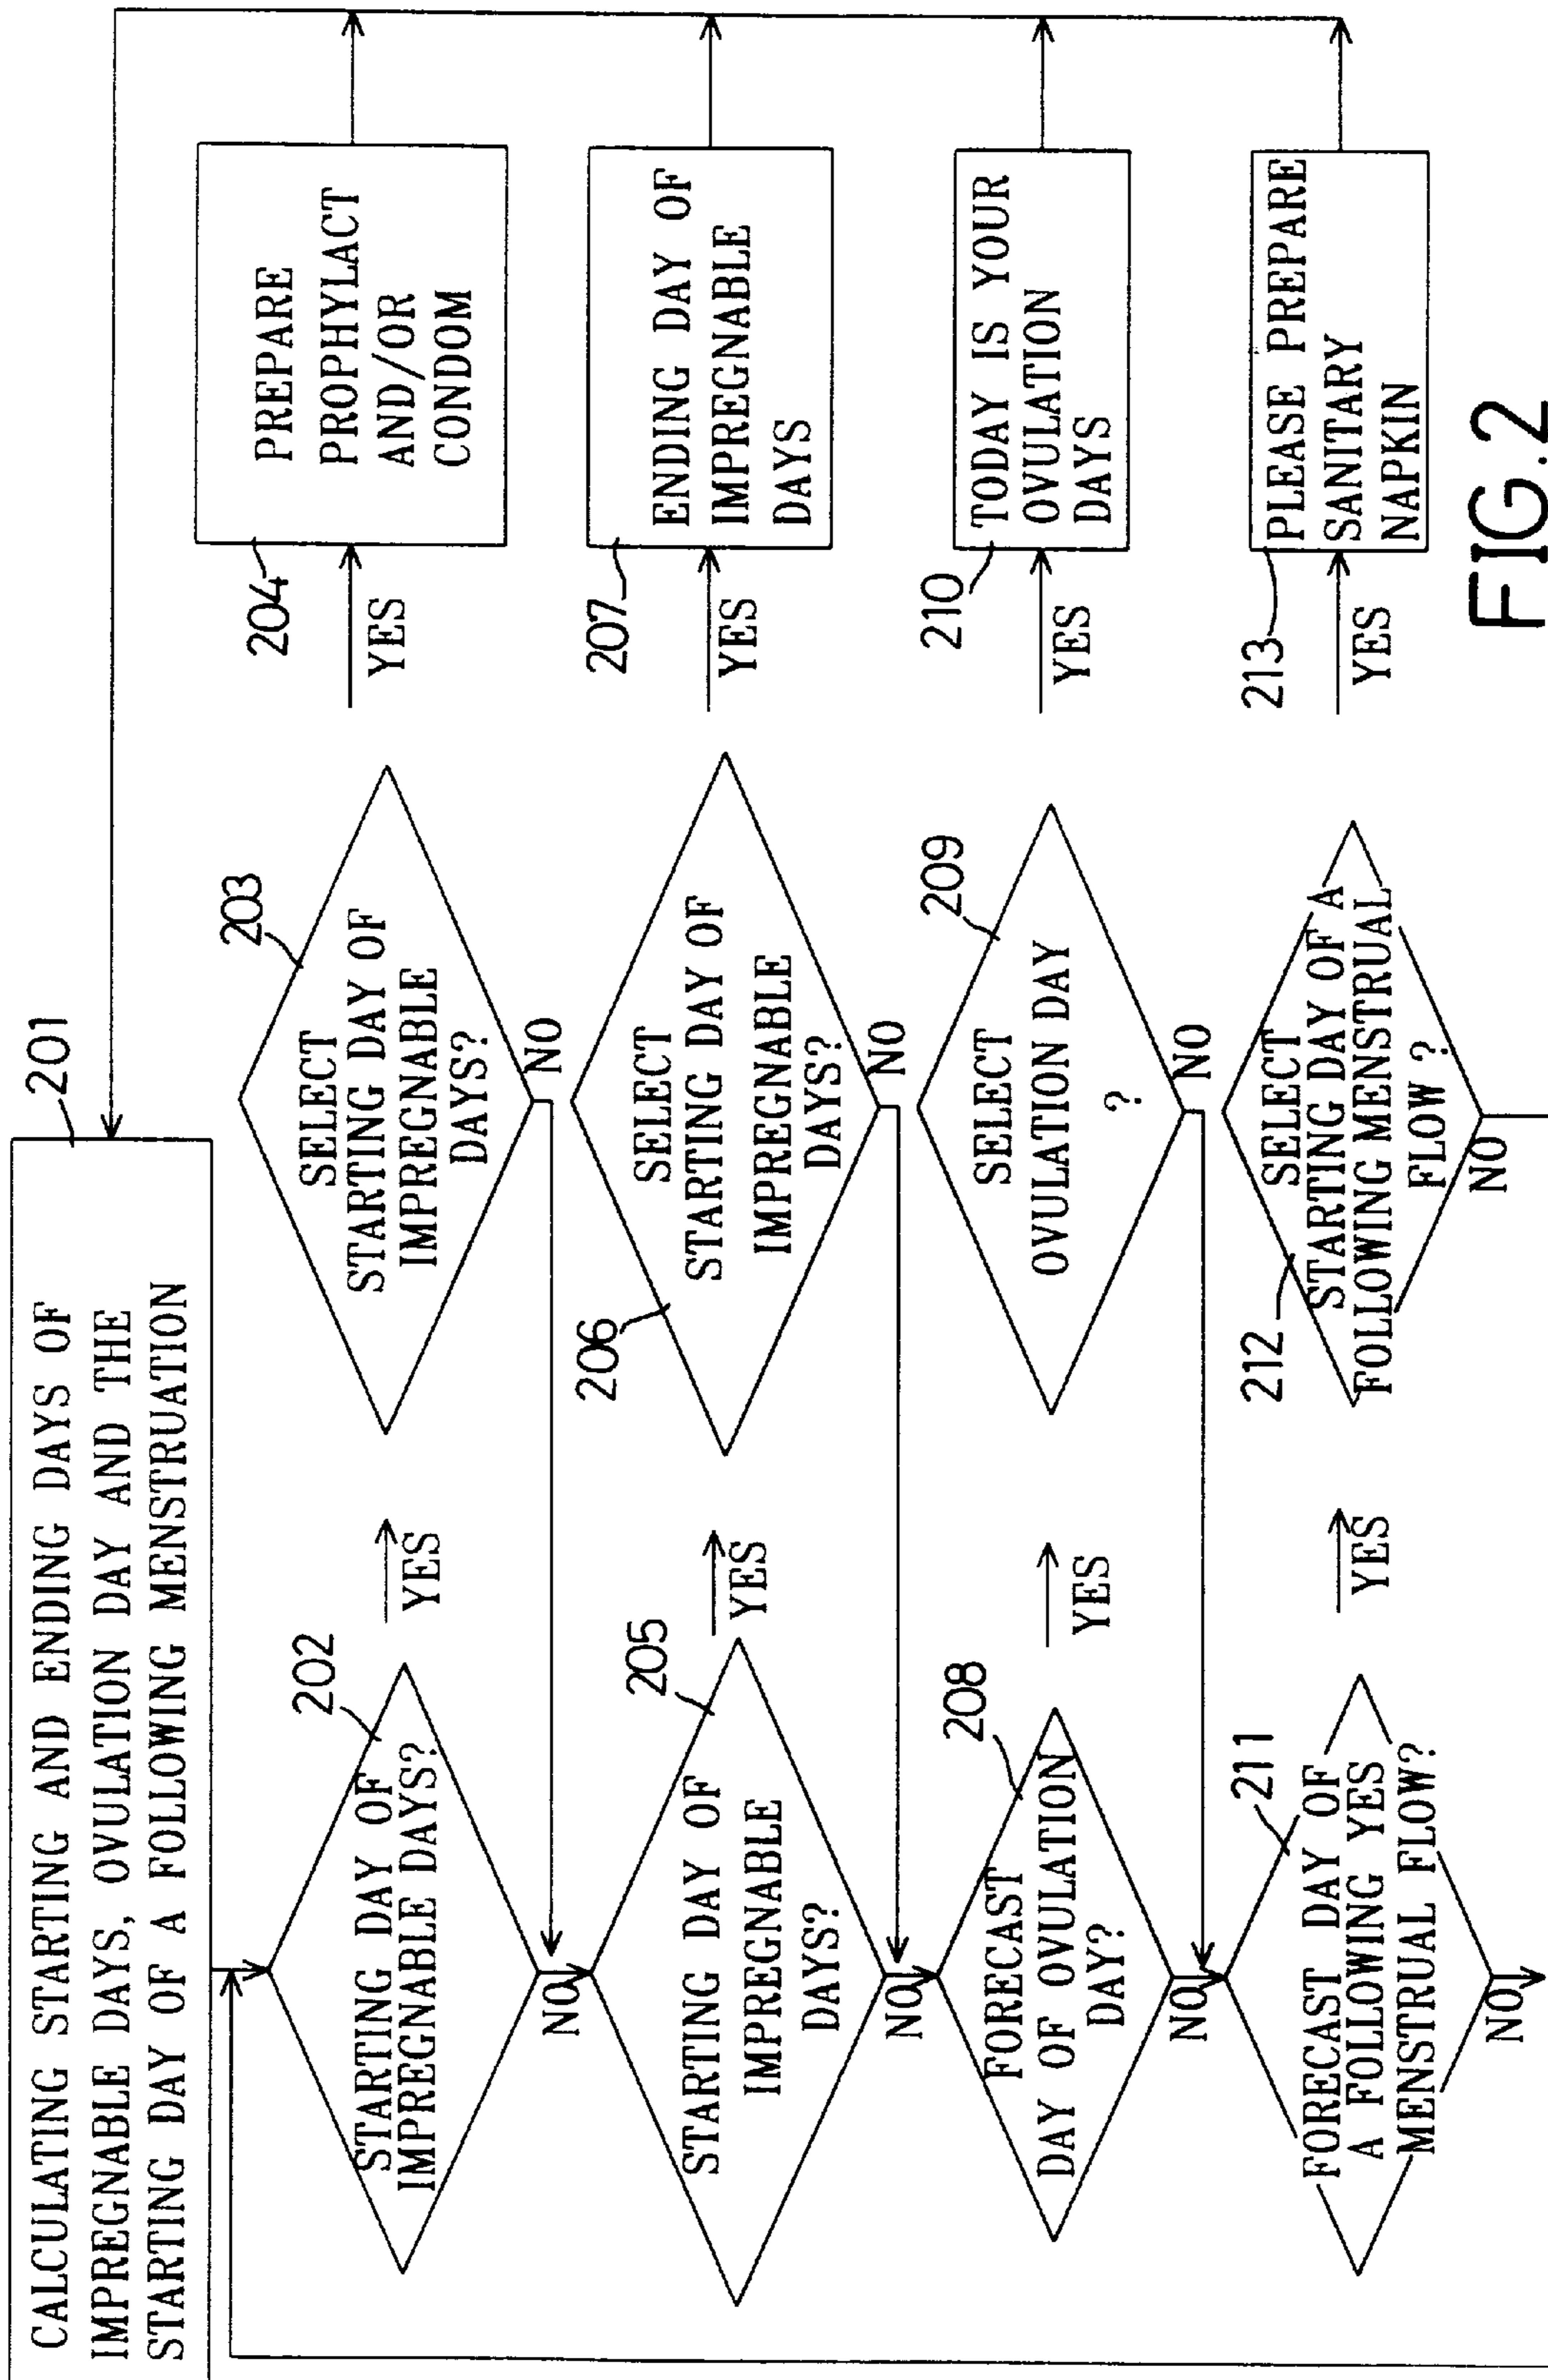 201
CALCULATING STARTING AND ENDING DAYS OF
IMPREGNABLE DAYS, OVULATION DAY AND THE
STARTING DAY OF A FOLLOWING MENSTRUATION
202
STARTING DAY OF
IMPREGNABLE DAYS?
YES
NO
203
SELECT
STARTING DAY OF
IMPREGNABLE
DAYS?
YES
NO
204
PREPARE
PROPHYLACT
AND/OR
CONDOM
205
STARTING DAY OF
IMPREGNABLE
DAYS?
YES
NO
206
SELECT
STARTING DAY OF
IMPREGNABLE
DAYS?
YES
NO
207
ENDING DAY OF
IMPREGNABLE
DAYS
208
FORECAST
DAY OF OVULATION
DAY?
YES
NO
209
SELECT
OVULATION DAY
?
YES
NO
210
TODAY IS YOUR
OVULATION
DAYS
211
FORECAST DAY OF
A FOLLOWING YES
MENSTRUAL FLOW?
YES
NO
212
SELECT
STARTING DAY OF A
FOLLOWING MENSTRUAL
FLOW ?
YES
NO
213
PLEASE PREPARE
SANITARY
NAPKIN
FIG.2